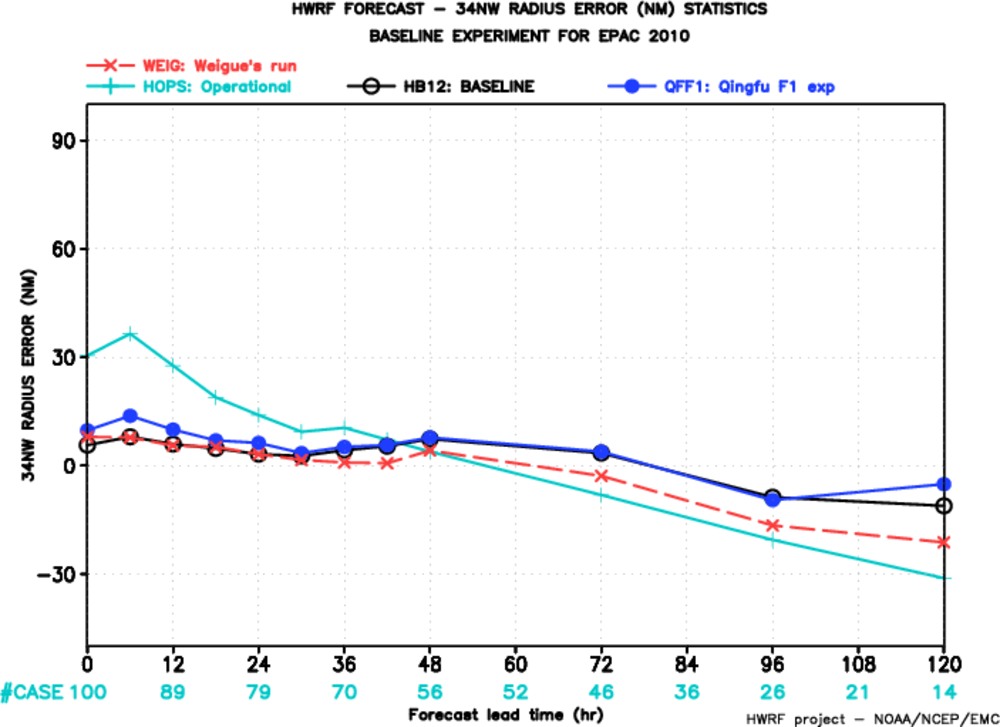 HWRF FORECAST – 34NW RADIUS ERROR (NM) STATISTICS
BASELINE EXPERIMENT FOR EPAC 2010
WEIG: Weigue's run
HOPS: Operational HB12: BASELINE QFF1: Qingfu F1 exp
90
60
30
0
–30
34NW RADIUS ERROR (NM)
0 12 24 36 48 60 72 84 96 108 120
#CASE 100 89 79 70 56 52 46 36 26 21 14
Forecast lead time (hr)
HWRF project – NOAA/NCEP/EMC